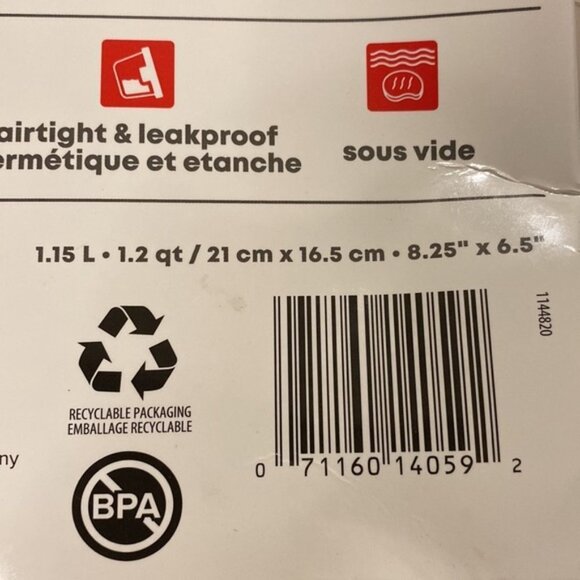 airtight & leakproof
ermétique et etanche
sous vide
1.15 L • 1.2 qt / 21 cm x 16.5 cm • 8.25" x 6.5"
1144820
RECYCLABLE PACKAGING
EMBALLAGE RECYCLABLE
ny
BPA
0 71160 14059 2